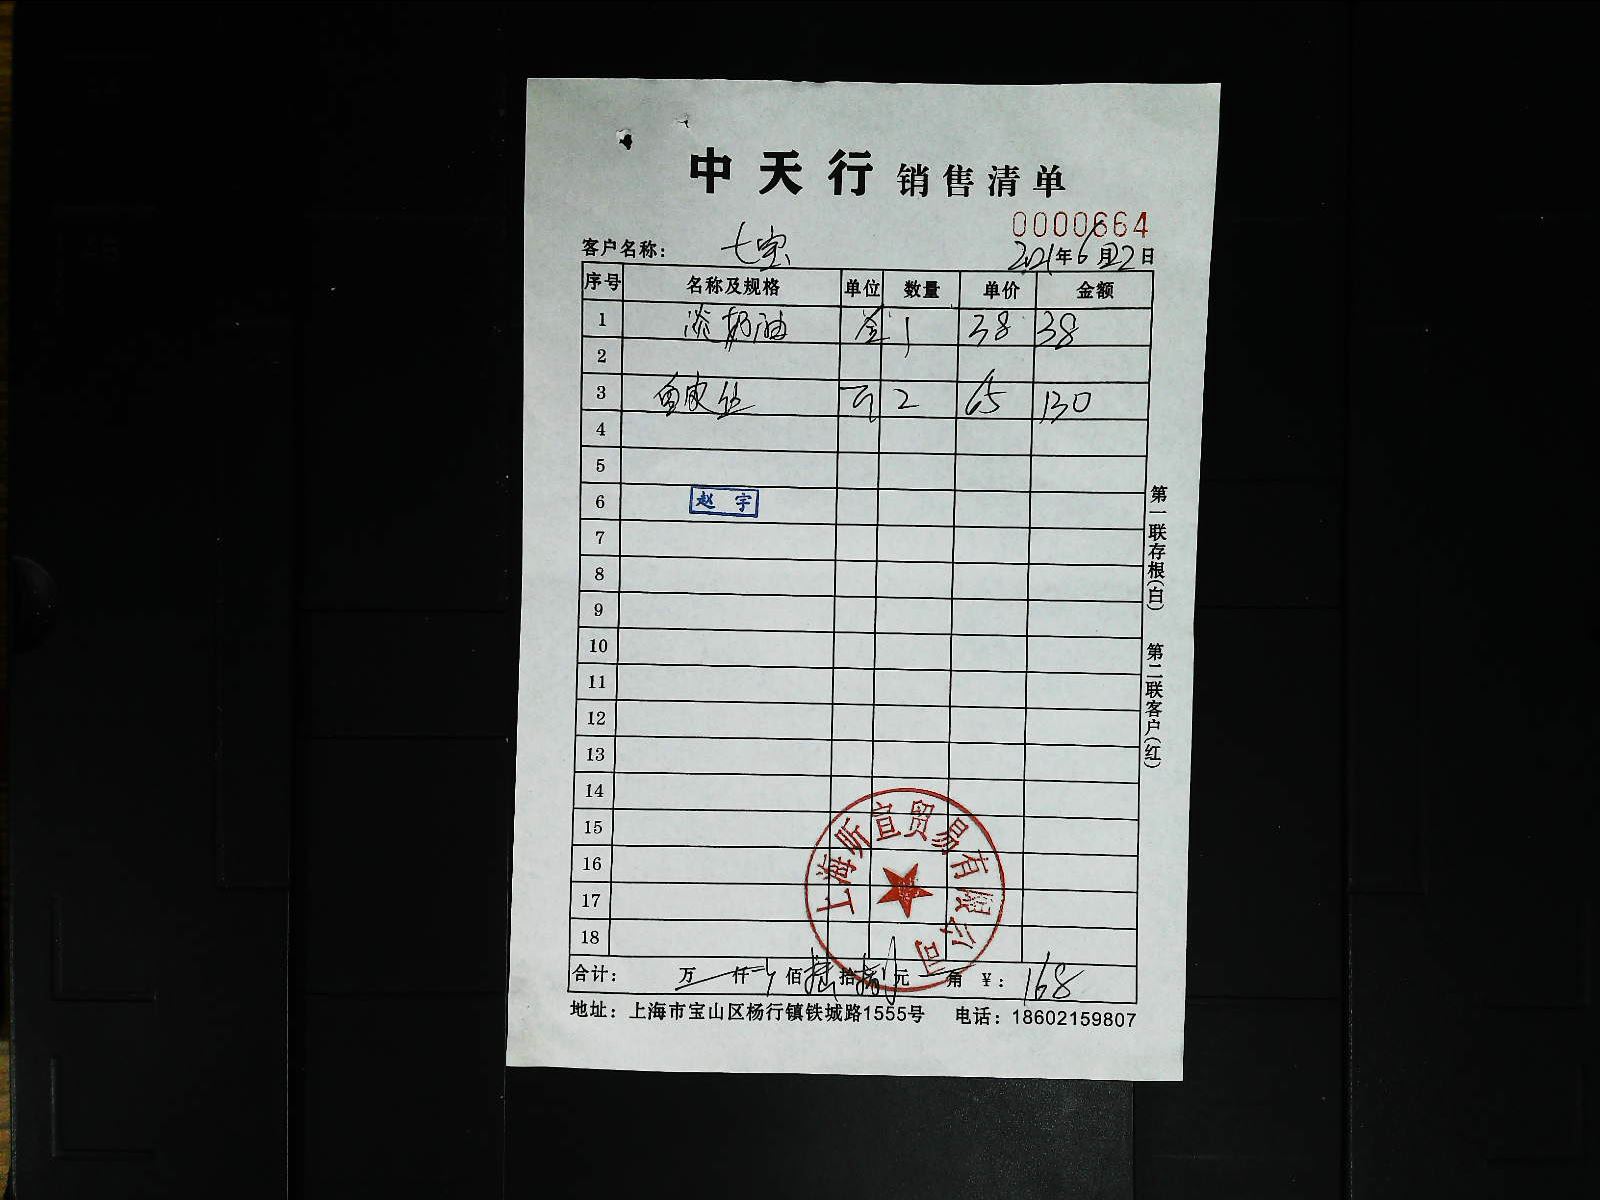 中天行 销售清单
0000664
客户名称: 七宝 2021年6月22日
序号 名称及规格 单位 数量 单价 金额
1 淡奶油 盒 1 38 38
2
3 鱼皮丝 包 2 65 130
4
5
6 赵宇
7
8
9
10
11
12
13
14
15
16
17
18
上海昕宣贸易有限公司
合计: 万 仟 佰 拾 元 角 ¥: 168
地址: 上海市宝山区杨行镇铁城路1555号 电话: 18602159807
第一联存根(白) 第二联客户(红)